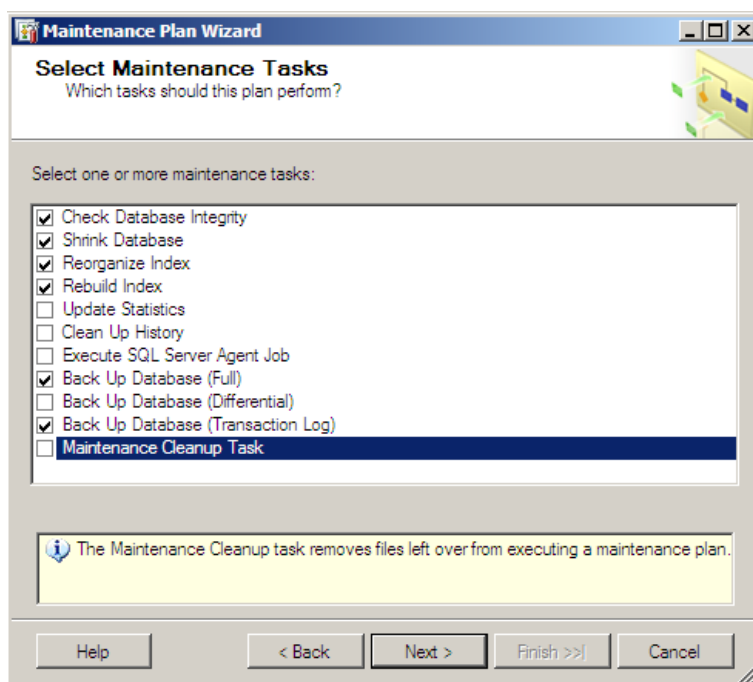 Maintenance Plan Wizard
Select Maintenance Tasks
Which tasks should this plan perform?
Select one or more maintenance tasks:
Check Database Integrity
Shrink Database
Reorganize Index
Rebuild Index
Update Statistics
Clean Up History
Execute SQL Server Agent Job
Back Up Database (Full)
Back Up Database (Differential)
Back Up Database (Transaction Log)
Maintenance Cleanup Task
The Maintenance Cleanup task removes files left over from executing a maintenance plan.
Help < Back Next > Finish >>| Cancel